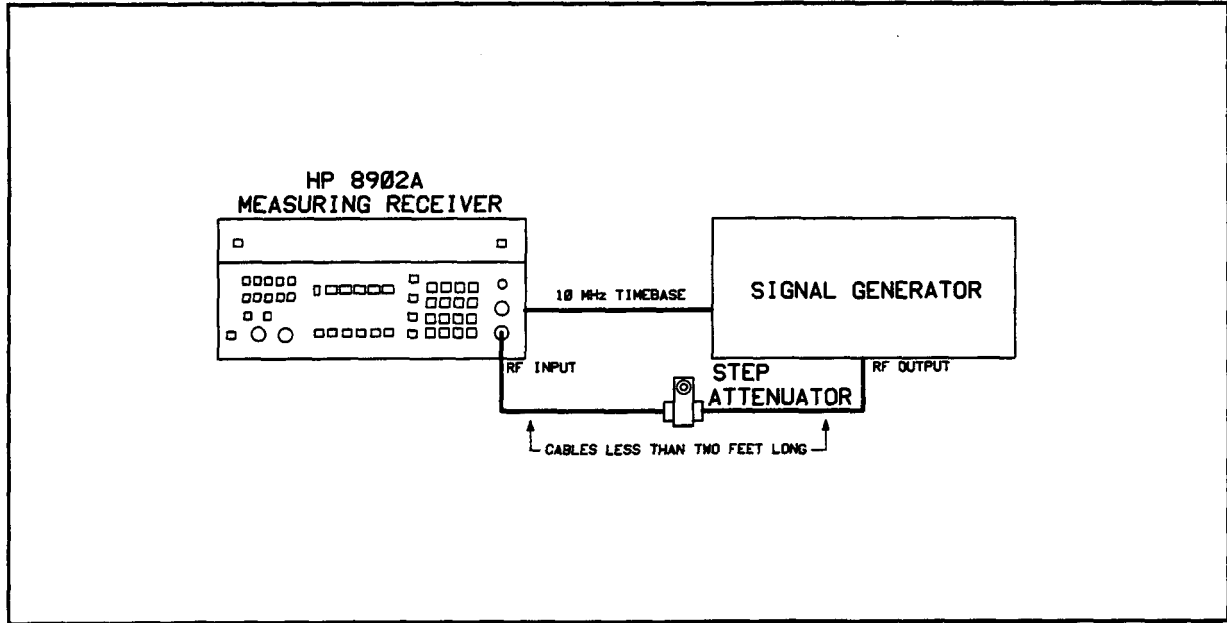 HP 8902A
MEASURING RECEIVER
10 MHz TIMEBASE
SIGNAL GENERATOR
RF INPUT
STEP
ATTENUATOR
RF OUTPUT
CABLES LESS THAN TWO FEET LONG